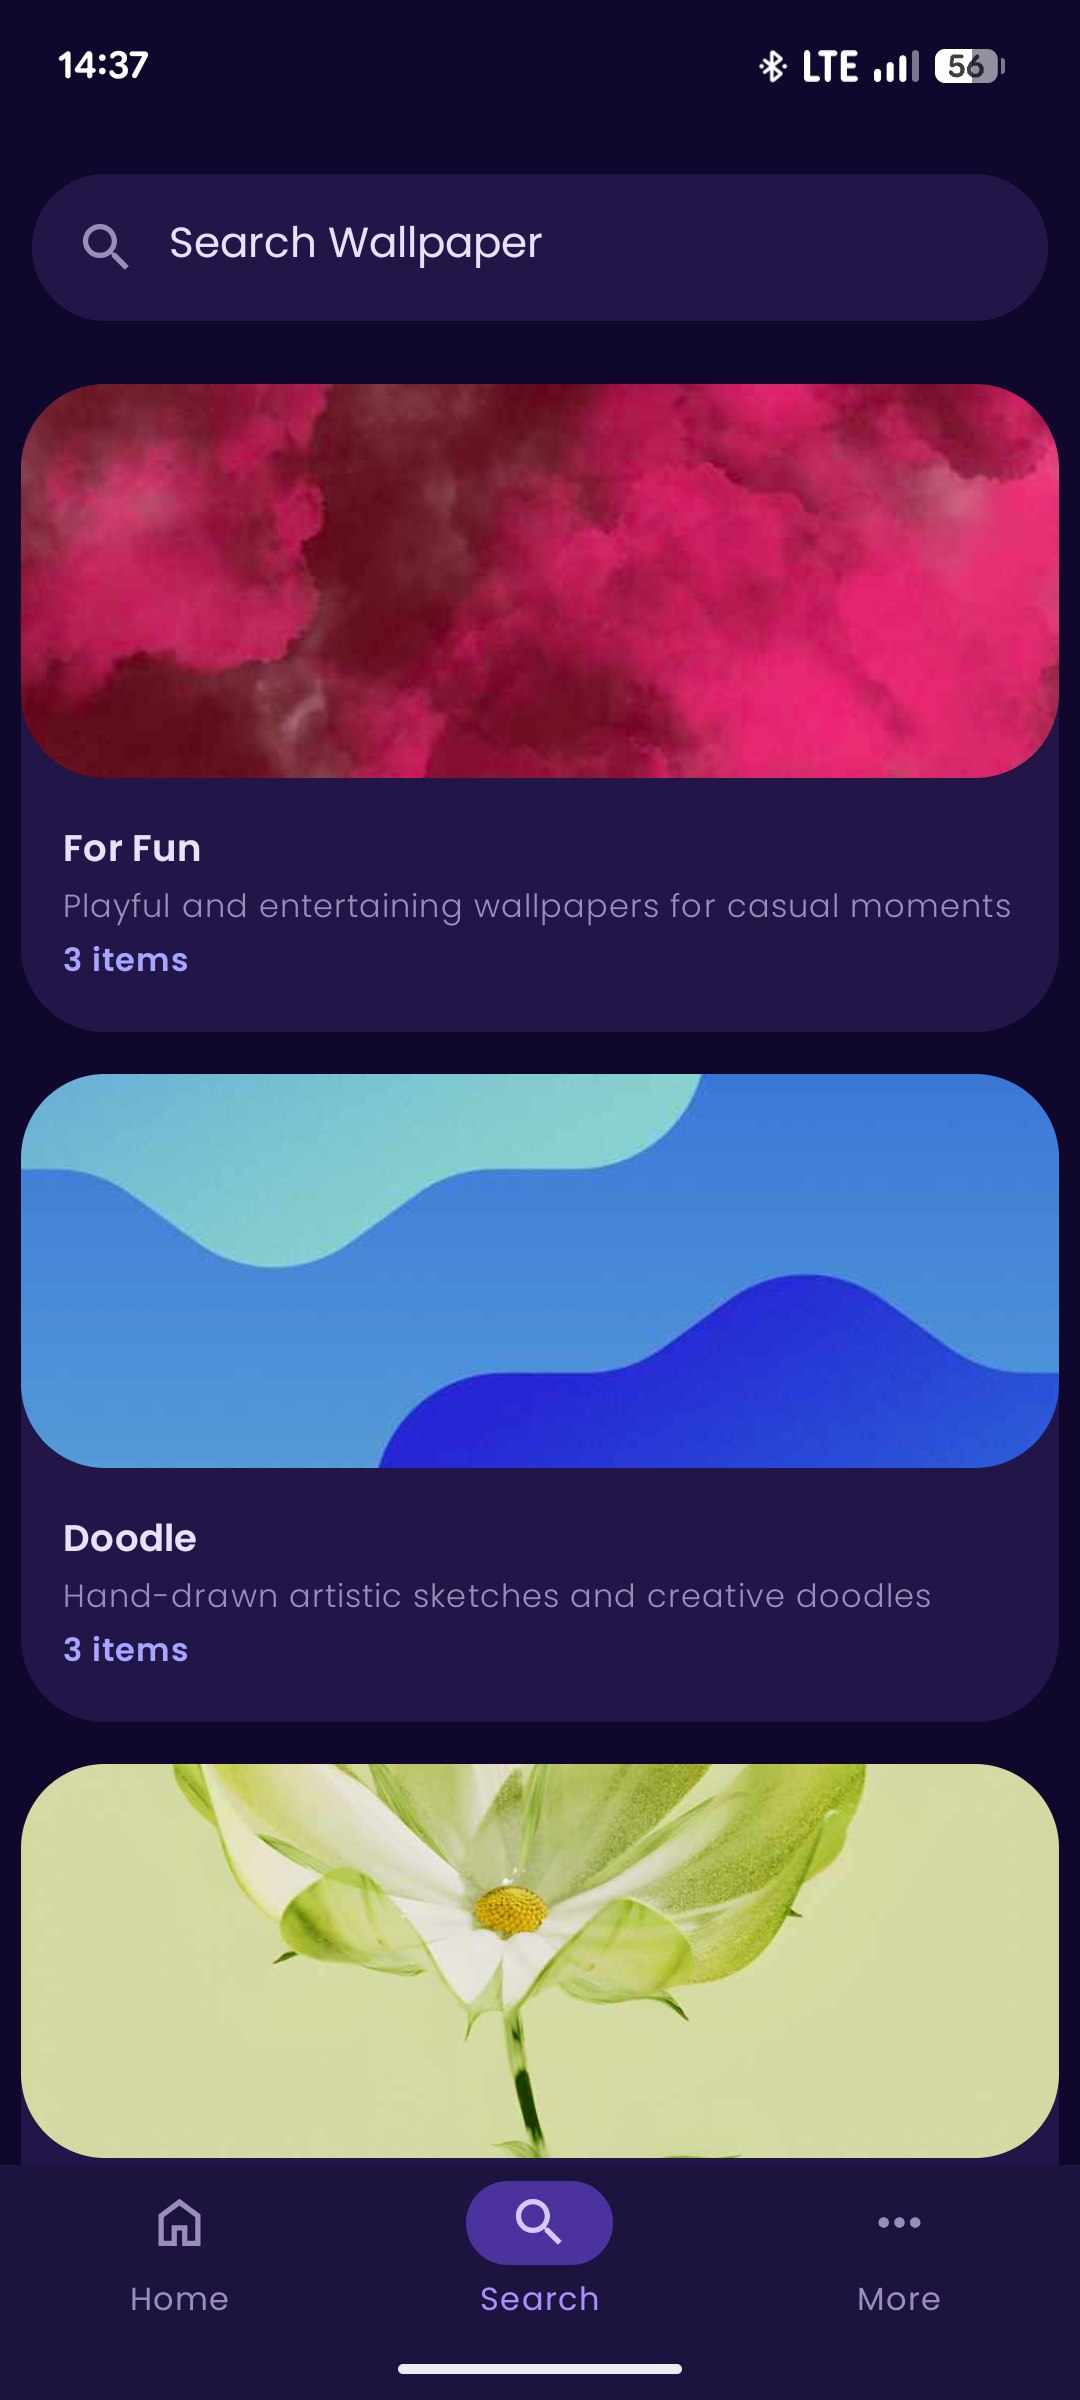 14:37
LTE
56
Search Wallpaper
For Fun
Playful and entertaining wallpapers for casual moments
3 items
Doodle
Hand-drawn artistic sketches and creative doodles
3 items
Home
Search
More